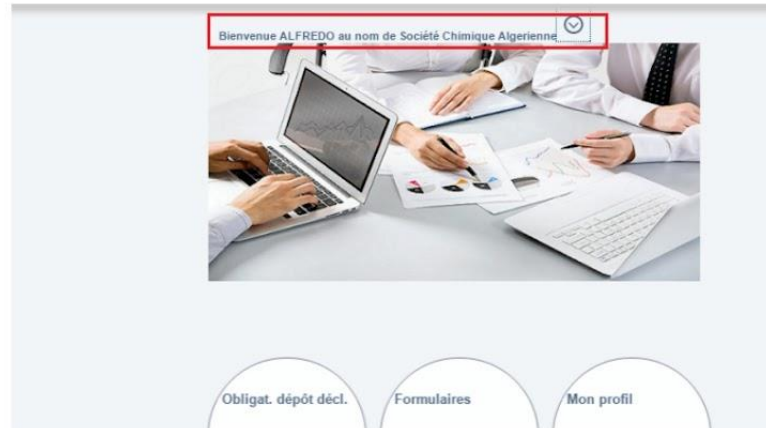 Bienvenue ALFREDO au nom de Société Chimique Algerienne
Obligat. dépôt décl.
Formulaires
Mon profil